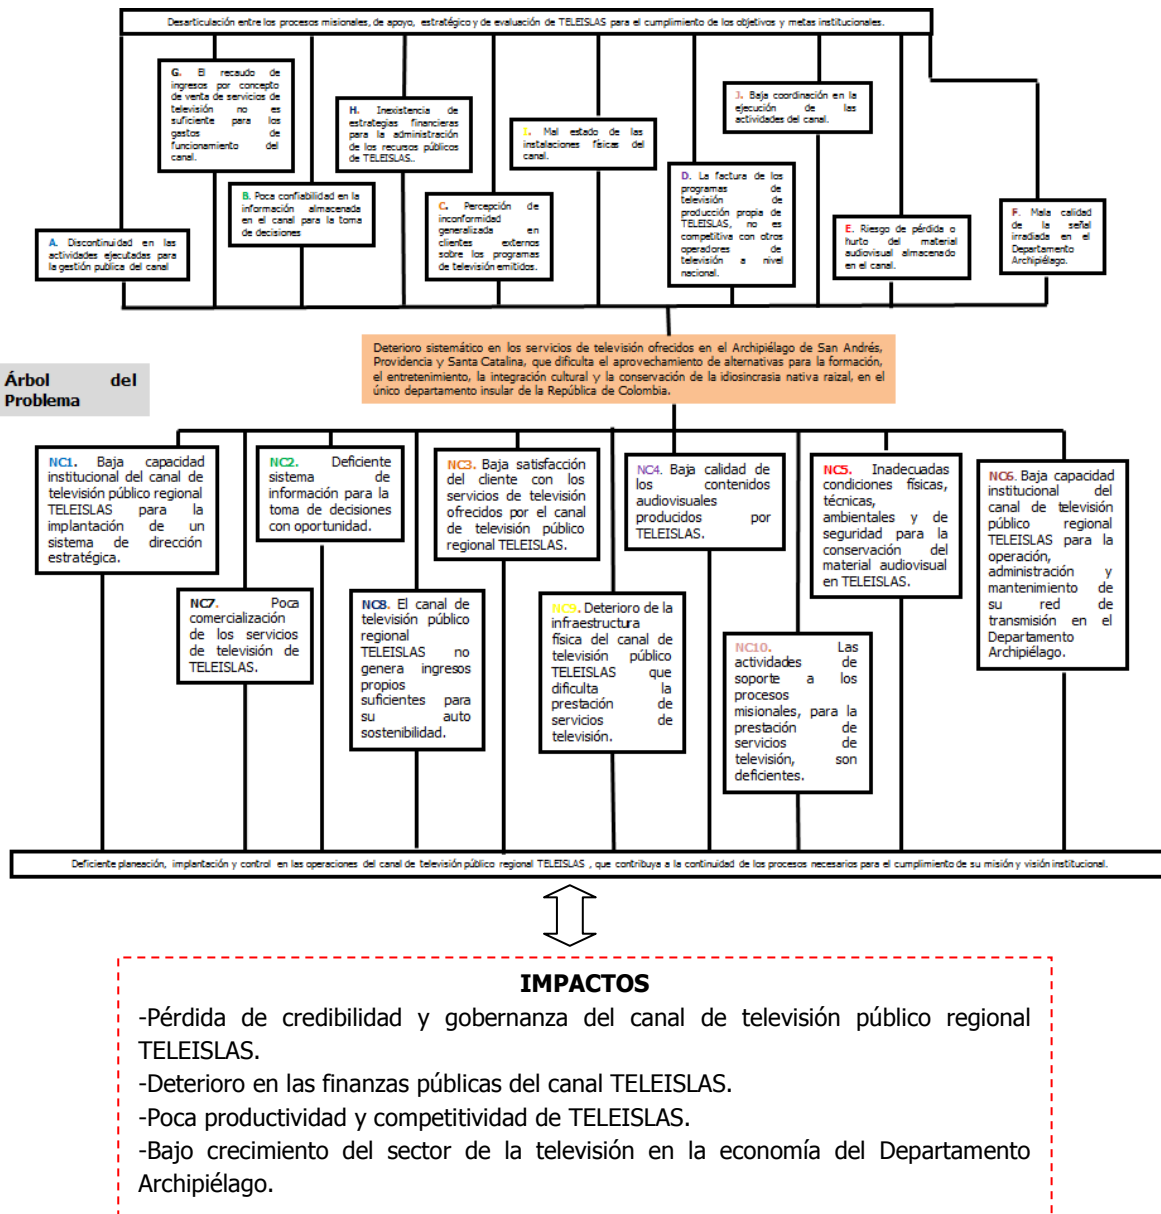 Desarticulación entre los procesos misionales, de apoyo, estratégico y de evaluación de TELEISLAS para el cumplimiento de los objetivos y metas institucionales.
G. El recaudo de
ingresos por concepto
de venta de servicios de
televisión no es
suficiente para los
gastos de
funcionamiento del
canal.
H. Inexistencia de
estrategias financieras
para la administración
de los recursos públicos
de TELEISLAS..
I. Mal estado de las
instalaciones físicas del
canal.
J. Baja coordinación en la
ejecución de las
actividades del canal.
A. Discontinuidad en las
actividades ejecutadas para
la gestión publica del canal
B. Poca confiabilidad en la
información almacenada
en el canal para la toma
de decisiones
C. Percepción de
inconformidad
generalizada en
clientes externos
sobre los programas
de televisión emitidos.
D. La factura de los
programas de
televisión de
producción propia de
TELEISLAS, no es
competitiva con otros
operadores de
televisión a nivel
nacional.
E. Riesgo de pérdida o
hurto del material
audiovisual almacenado
en el canal.
F. Mala calidad
de la señal
irradiada en el
Departamento
Archipiélago.
Deterioro sistemático en los servicios de televisión ofrecidos en el Archipiélago de San Andrés,
Providencia y Santa Catalina, que dificulta el aprovechamiento de alternativas para la formación,
el entretenimiento, la integración cultural y la conservación de la idiosincrasia nativa raizal, en el
único departamento insular de la República de Colombia.
Árbol del
Problema
NC1. Baja capacidad
institucional del canal de
televisión público regional
TELEISLAS para la
implantación de un
sistema de dirección
estratégica.
NC2. Deficiente
sistema de
información para la
toma de decisiones
con oportunidad.
NC3. Baja satisfacción
del cliente con los
servicios de televisión
ofrecidos por el canal
de televisión público
regional TELEISLAS.
NC4. Baja calidad de
los contenidos
audiovisuales
producidos por
TELEISLAS.
NC5. Inadecuadas
condiciones físicas,
técnicas,
ambientales y de
seguridad para la
conservación del
material audiovisual
en TELEISLAS.
NC6. Baja capacidad
institucional del
canal de televisión
público regional
TELEISLAS para la
operación,
administración y
mantenimiento de
su red de
transmisión en el
Departamento
Archipiélago.
NC7. Poca
comercialización
de los servicios
de televisión de
TELEISLAS.
NC8. El canal de
televisión público
regional
TELEISLAS no
genera ingresos
propios
suficientes para
su auto
sostenibilidad.
NC9. Deterioro de la
infraestructura
física del canal de
televisión público
TELEISLAS que
dificulta la
prestación de
servicios de
televisión.
NC10. Las
actividades de
soporte a los
procesos
misionales, para la
prestación de
servicios de
televisión, son
deficientes.
Deficiente planeación, implantación y control en las operaciones del canal de televisión público regional TELEISLAS , que contribuya a la continuidad de los procesos necesarios para el cumplimiento de su misión y visión institucional.
IMPACTOS
-Pérdida de credibilidad y gobernanza del canal de televisión público regional
TELEISLAS.
-Deterioro en las finanzas públicas del canal TELEISLAS.
-Poca productividad y competitividad de TELEISLAS.
-Bajo crecimiento del sector de la televisión en la economía del Departamento
Archipiélago.